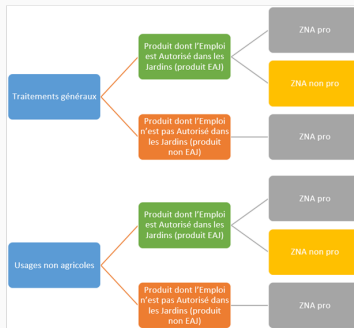 ZNA pro
Produit dont l'Emploi
est Autorisé dans les
Jardins (produit EAJ)
ZNA non pro
Traitements généraux
Produit dont l'Emploi
n'est pas Autorisé dans
les Jardins (produit
non EAJ)
ZNA pro
ZNA pro
Produit dont l'Emploi
est Autorisé dans les
Jardins (produit EAJ)
ZNA non pro
Usages non agricoles
Produit dont l'Emploi
n'est pas Autorisé dans
les Jardins (produit
non EAJ)
ZNA pro